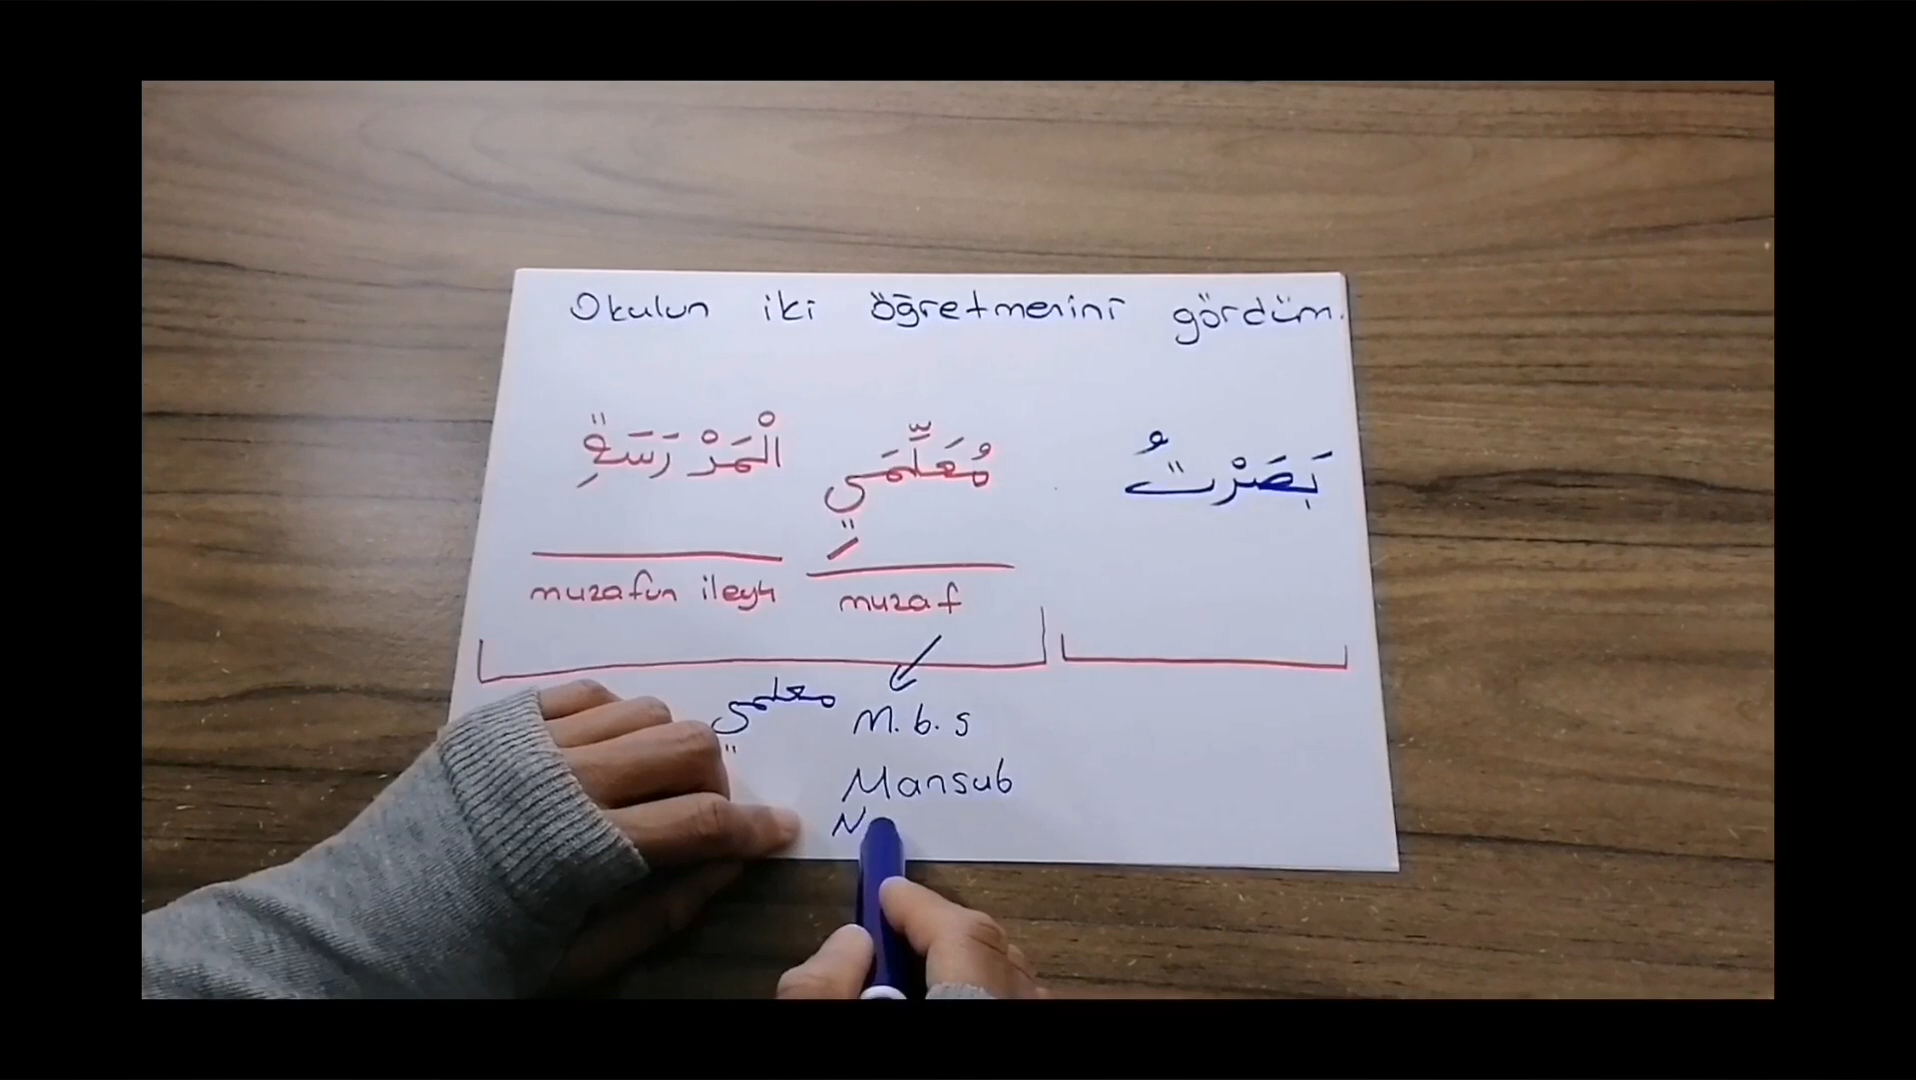 Okulun iki öğretmenini gördüm.
بَصَرْتُ مُعَلِّمَيِ الْمَدْرَسَةِ
muzafun ileyh muzaf
معلمي M. b. s
Mansub
N